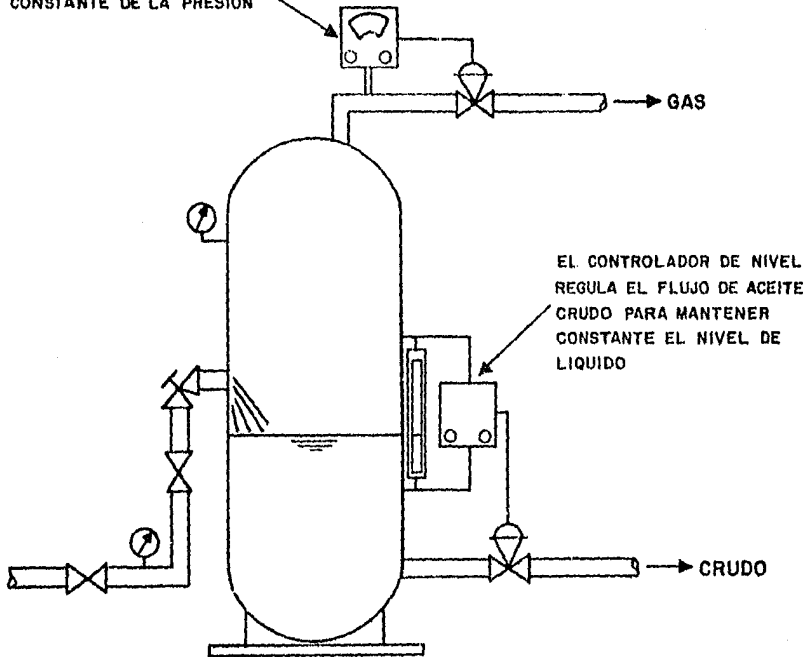 CONSTANTE DE LA PRESION
GAS
EL CONTROLADOR DE NIVEL
REGULA EL FLUJO DE ACEITE
CRUDO PARA MANTENER
CONSTANTE EL NIVEL DE
LIQUIDO
CRUDO